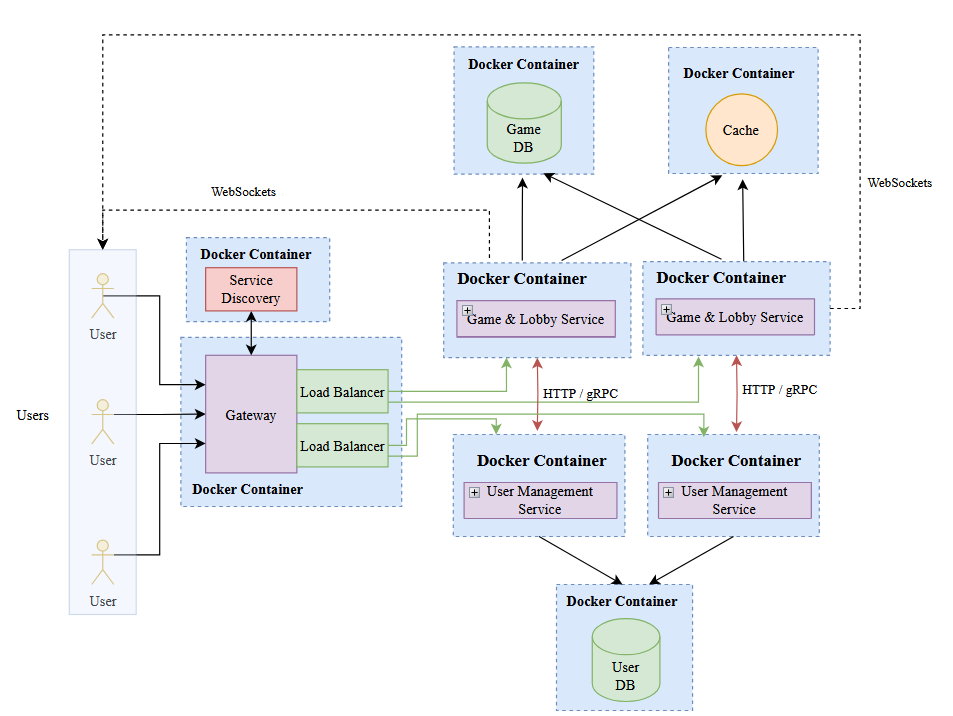 Docker Container
Game
DB
Docker Container
Cache
WebSockets
WebSockets
Docker Container
Service
Discovery
Docker Container
Game & Lobby Service
Docker Container
Game & Lobby Service
User
Users
User
User
Gateway
Load Balancer
Load Balancer
Docker Container
HTTP / gRPC
HTTP / gRPC
Docker Container
User Management
Service
Docker Container
User Management
Service
Docker Container
User
DB